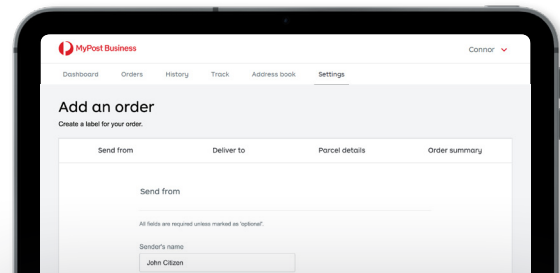 MyPost Business
Connor
Dashboard Orders History Track Address book Settings
Add an order
Create a label for your order.
Send from Deliver to Parcel details Order summary
Send from
All fields are required unless marked as 'optional'.
Sender's name
John Citizen